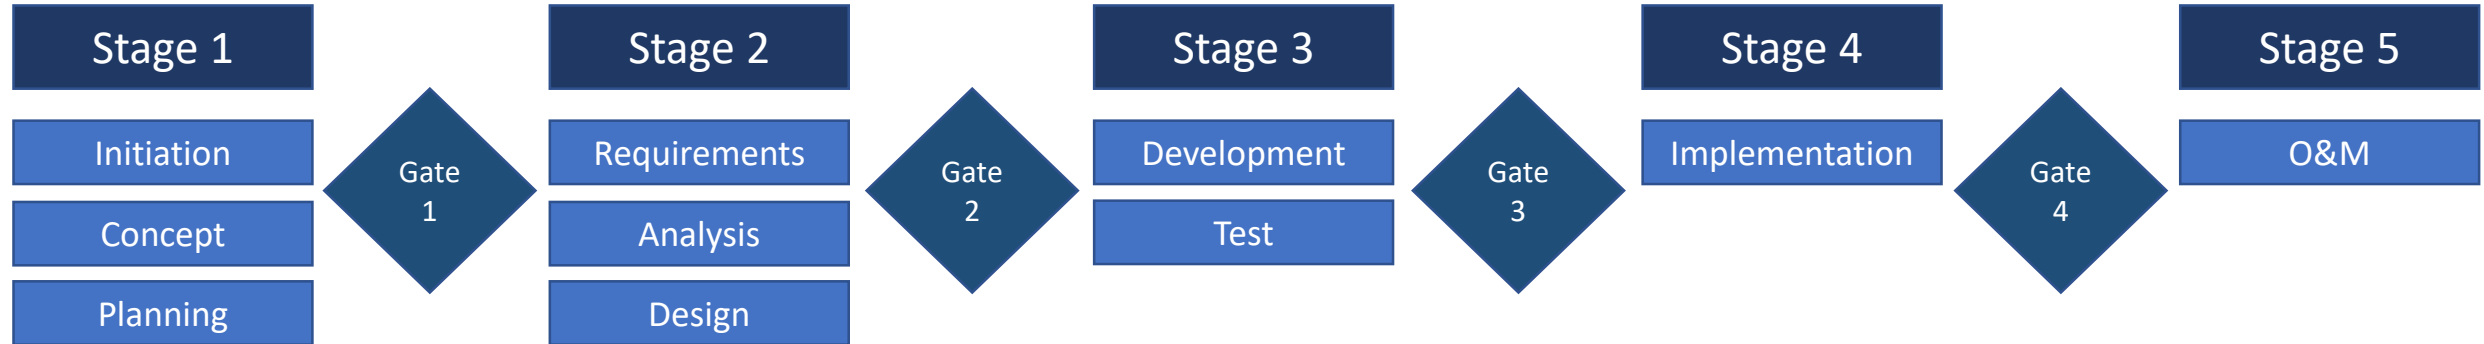 Stage 1
Initiation
Concept
Planning
Gate
1
Stage 2
Requirements
Analysis
Design
Gate
2
Stage 3
Development
Test
Gate
3
Stage 4
Implementation
Gate
4
Stage 5
O&M